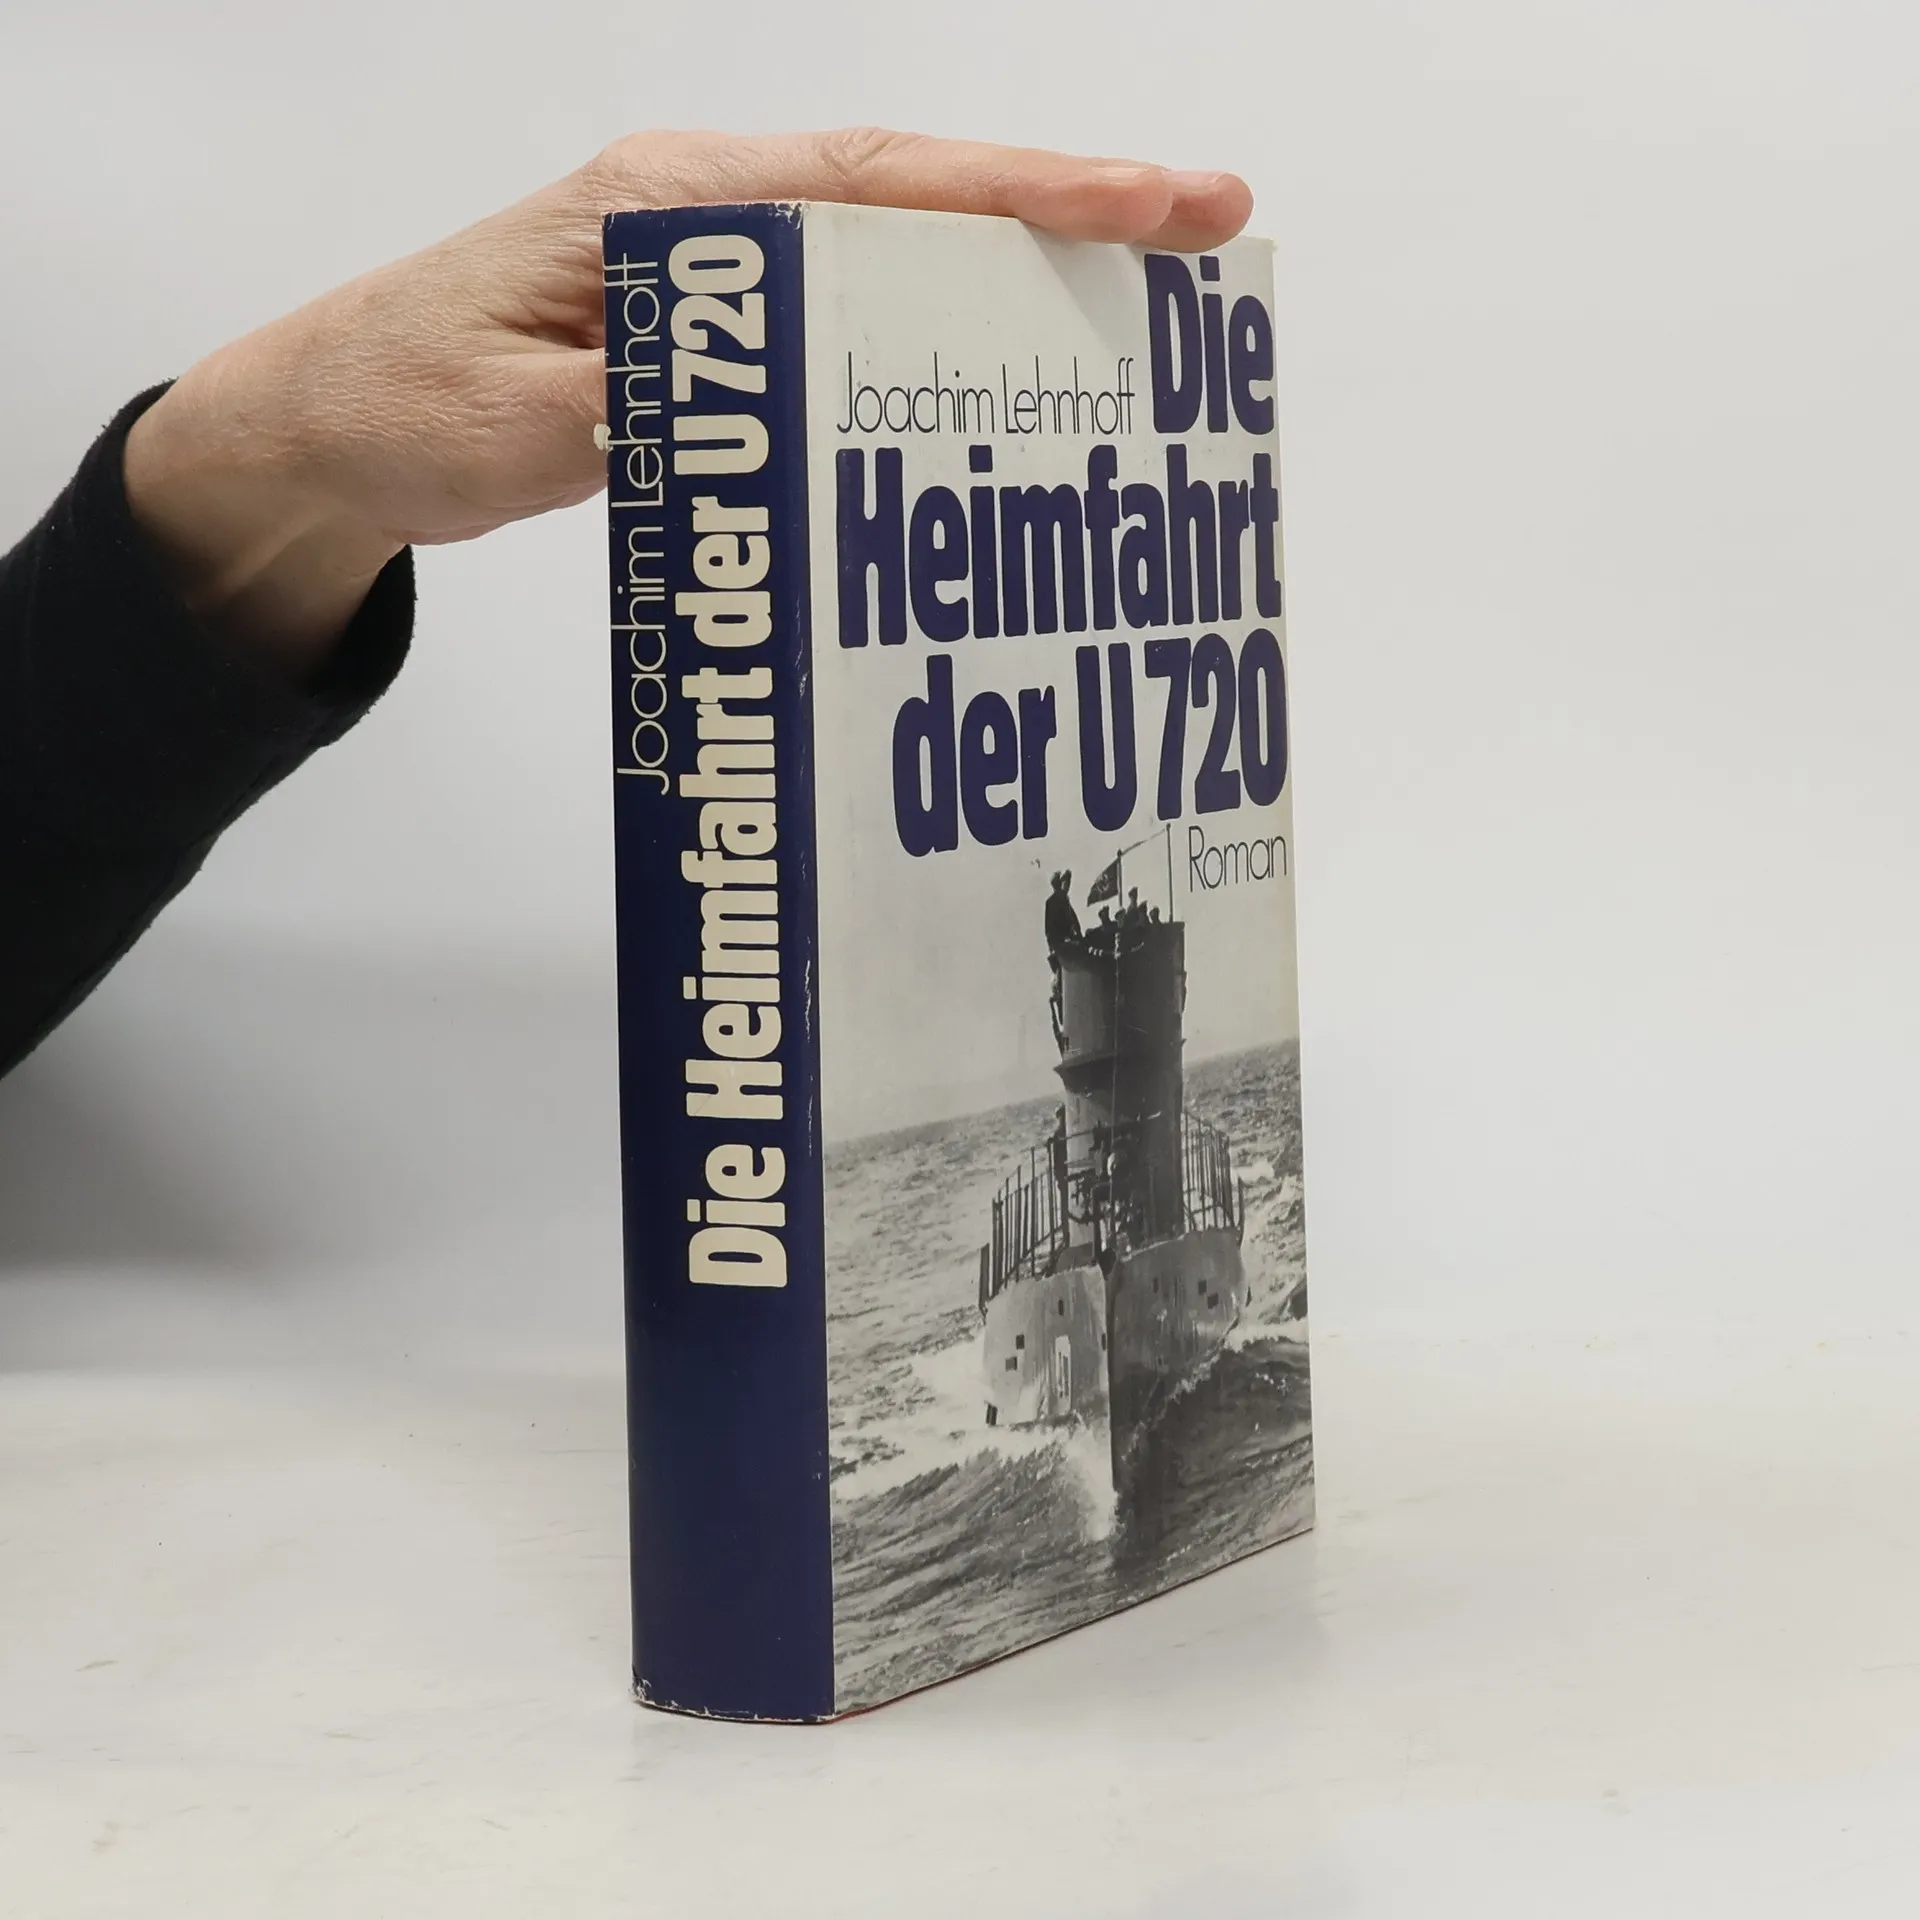 Joachim Lehnhoff
Die Heimfahrt der U 720
Joachim Lehnhoff Die
Heimfahrt
der U 720
Roman